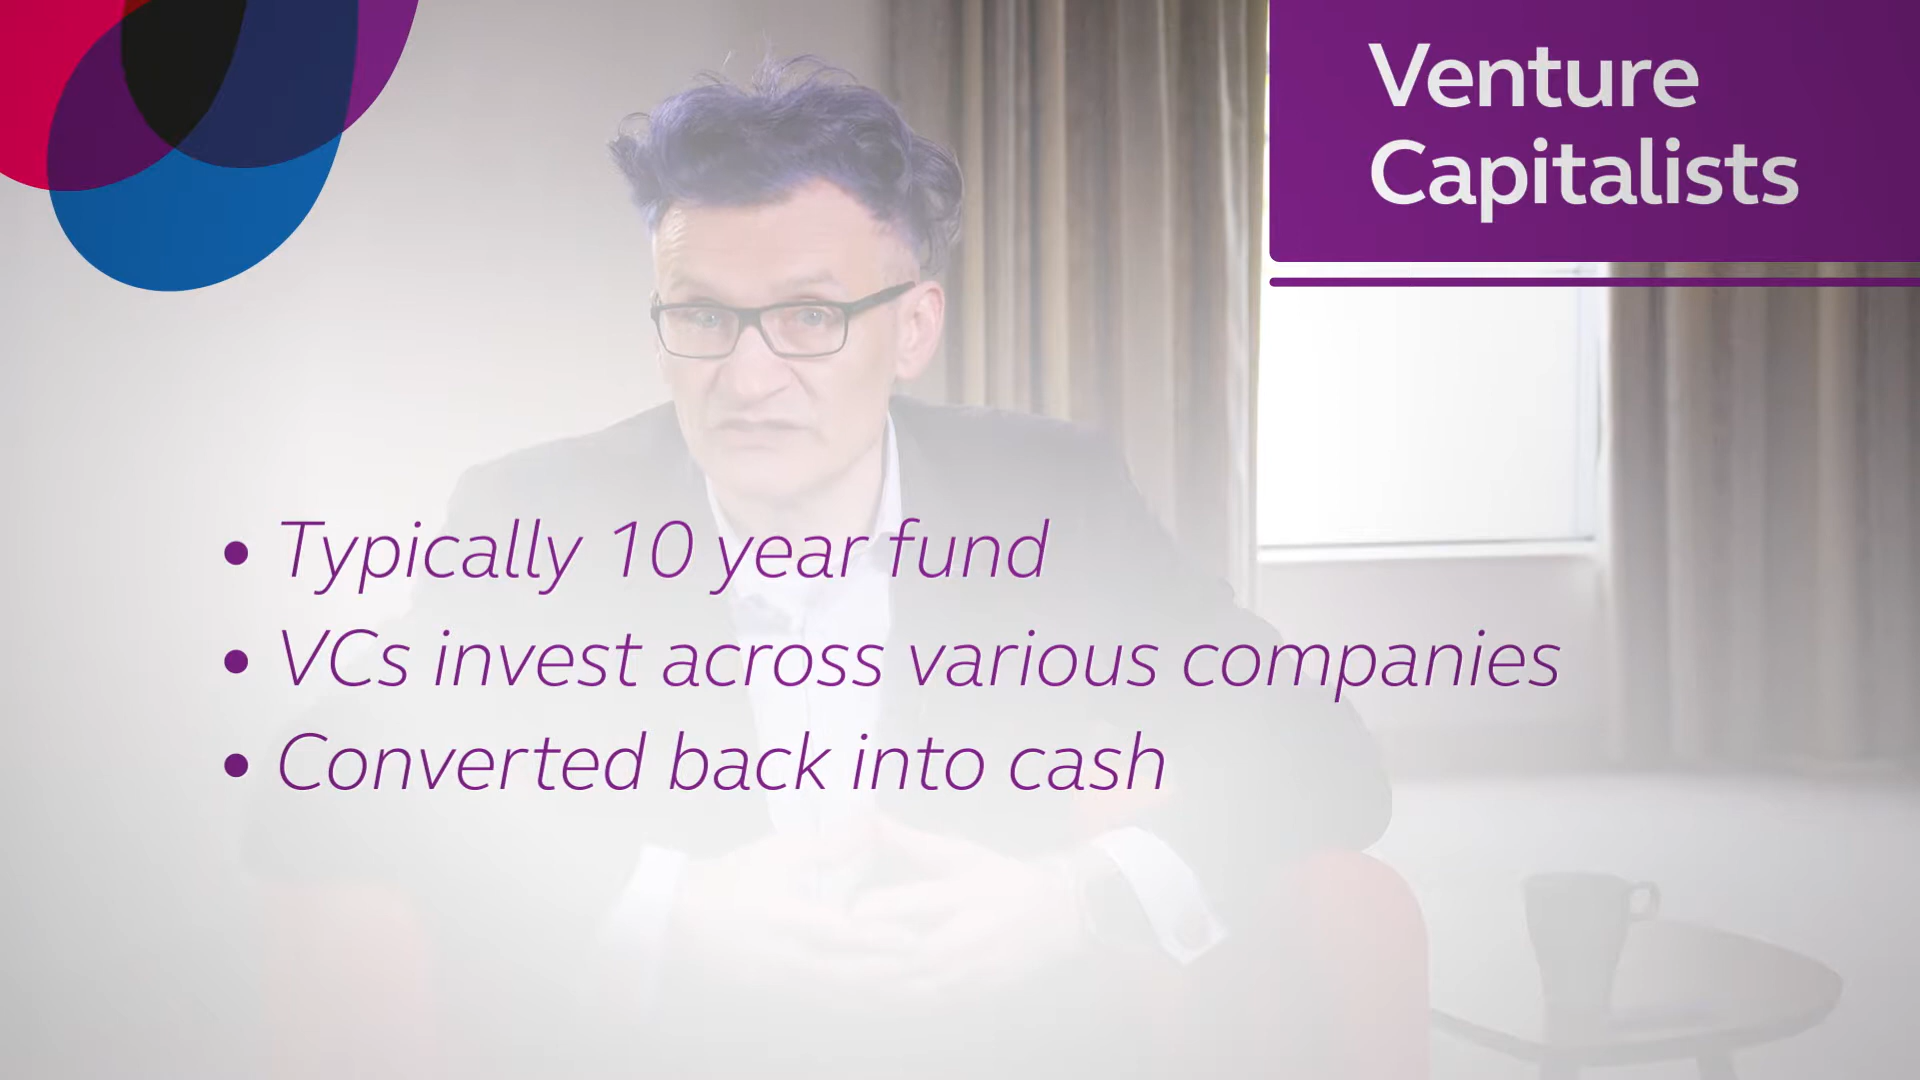 Venture
Capitalists
• Typically 10 year fund
• VCs invest across various companies
• Converted back into cash